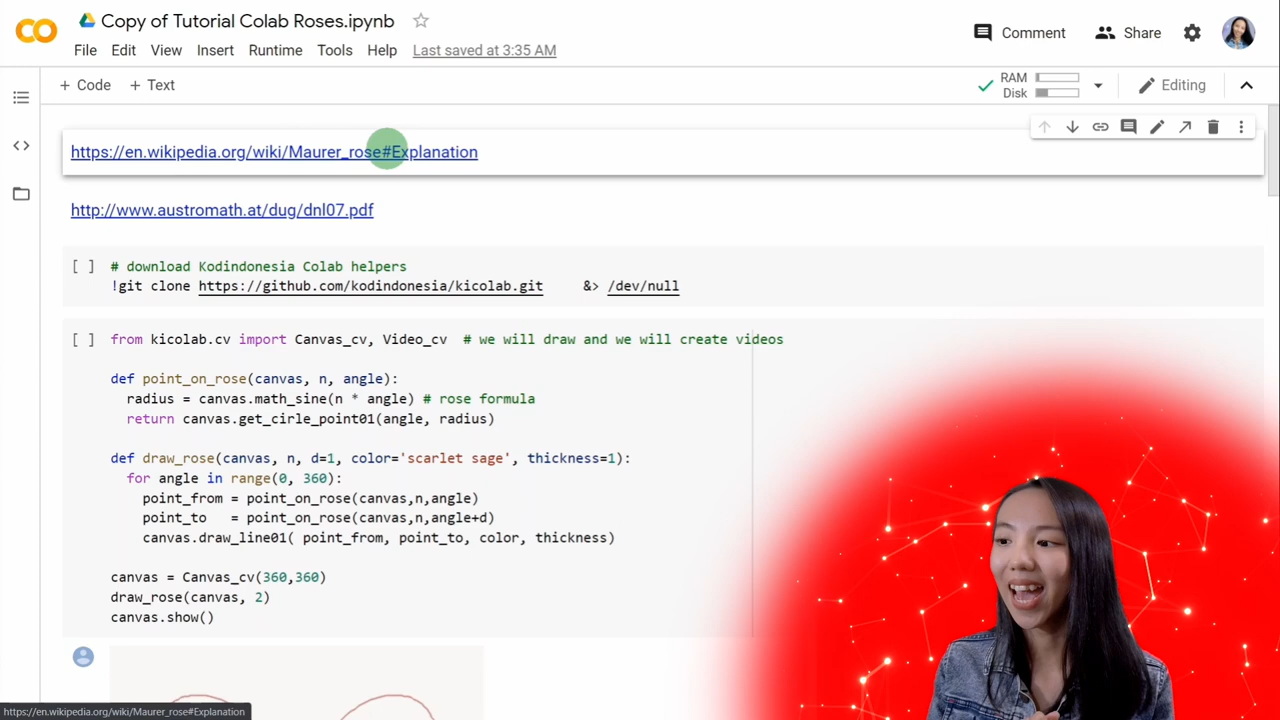 Copy of Tutorial Colab Roses.ipynb
File Edit View Insert Runtime Tools Help Last saved at 3:35 AM
Comment Share
+ Code + Text
RAM
Disk
Editing
https://en.wikipedia.org/wiki/Maurer_rose#Explanation
http://www.austromath.at/dug/dnl07.pdf
[ ] # download Kodindonesia Colab helpers
!git clone https://github.com/kodindonesia/kicolab.git &> /dev/null
[ ] from kicolab.cv import Canvas_cv, Video_cv # we will draw and we will create videos
def point_on_rose(canvas, n, angle):
radius = canvas.math_sine(n * angle) # rose formula
return canvas.get_cirle_point01(angle, radius)
def draw_rose(canvas, n, d=1, color='scarlet sage', thickness=1):
for angle in range(0, 360):
point_from = point_on_rose(canvas,n,angle)
point_to = point_on_rose(canvas,n,angle+d)
canvas.draw_line01( point_from, point_to, color, thickness)
canvas = Canvas_cv(360,360)
draw_rose(canvas, 2)
canvas.show()
https://en.wikipedia.org/wiki/Maurer_rose#Explanation